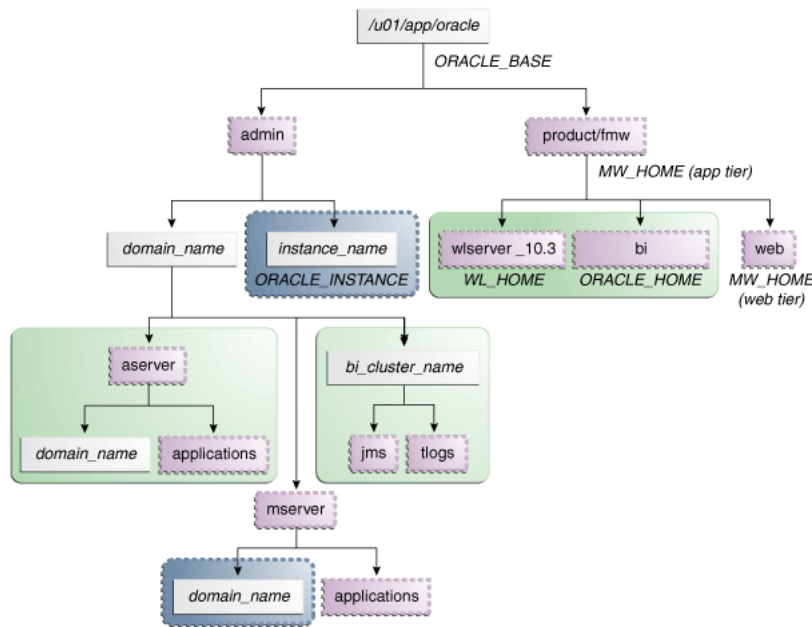 /u01/app/oracle
ORACLE_BASE
admin
product/fmw
MW_HOME (app tier)
domain_name
instance_name
ORACLE_INSTANCE
wlserver _10.3
WL_HOME
bi
ORACLE_HOME
web
MW_HOME
(web tier)
aserver
domain_name
applications
bi_cluster_name
jms
tlogs
mserver
domain_name
applications